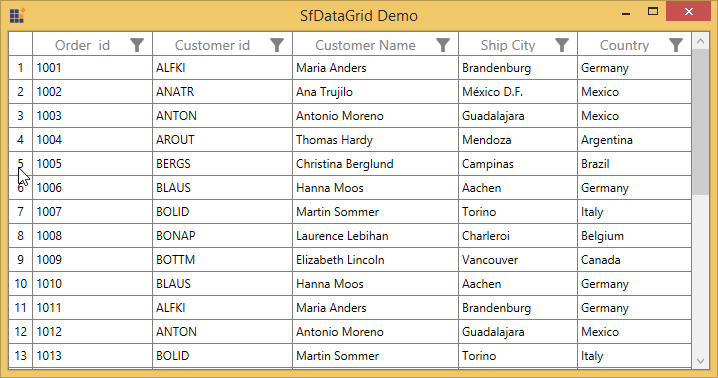 SfDataGrid Demo
Order id Customer id Customer Name Ship City Country
1 1001 ALFKI Maria Anders Brandenburg Germany
2 1002 ANATR Ana Trujilo México D.F. Mexico
3 1003 ANTON Antonio Moreno Guadalajara Mexico
4 1004 AROUT Thomas Hardy Mendoza Argentina
5 1005 BERGS Christina Berglund Campinas Brazil
6 1006 BLAUS Hanna Moos Aachen Germany
7 1007 BOLID Martin Sommer Torino Italy
8 1008 BONAP Laurence Lebihan Charleroi Belgium
9 1009 BOTTM Elizabeth Lincoln Vancouver Canada
10 1010 BLAUS Hanna Moos Aachen Germany
11 1011 ALFKI Maria Anders Brandenburg Germany
12 1012 ANTON Antonio Moreno Guadalajara Mexico
13 1013 BOLID Martin Sommer Torino Italy